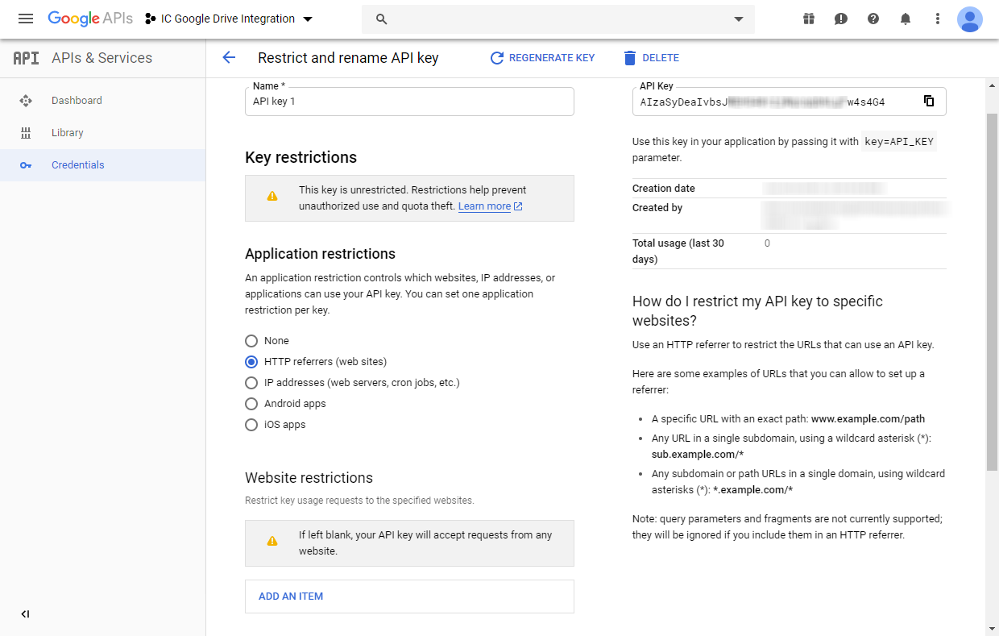 Google APIs
IC Google Drive Integration
API APIs & Services
Restrict and rename API key
REGENERATE KEY
DELETE
Dashboard
Library
Credentials
Name *
API key 1
Key restrictions
This key is unrestricted. Restrictions help prevent
unauthorized use and quota theft. Learn more
Application restrictions
An application restriction controls which websites, IP addresses, or
applications can use your API key. You can set one application
restriction per key.
None
HTTP referrers (web sites)
IP addresses (web servers, cron jobs, etc.)
Android apps
iOS apps
Website restrictions
Restrict key usage requests to the specified websites.
If left blank, your API key will accept requests from any
website.
ADD AN ITEM
API Key
AIzaSyDeaIvbsJ w4s4G4
Use this key in your application by passing it with key=API_KEY
parameter.
Creation date
Created by
Total usage (last 30
days)
0
How do I restrict my API key to specific
websites?
Use an HTTP referrer to restrict the URLs that can use an API key.
Here are some examples of URLs that you can allow to set up a
referrer:
• A specific URL with an exact path: www.example.com/path
• Any URL in a single subdomain, using a wildcard asterisk (*):
sub.example.com/*
• Any subdomain or path URLs in a single domain, using wildcard
asterisks (*): *.example.com/*
Note: query parameters and fragments are not currently supported;
they will be ignored if you include them in an HTTP referrer.